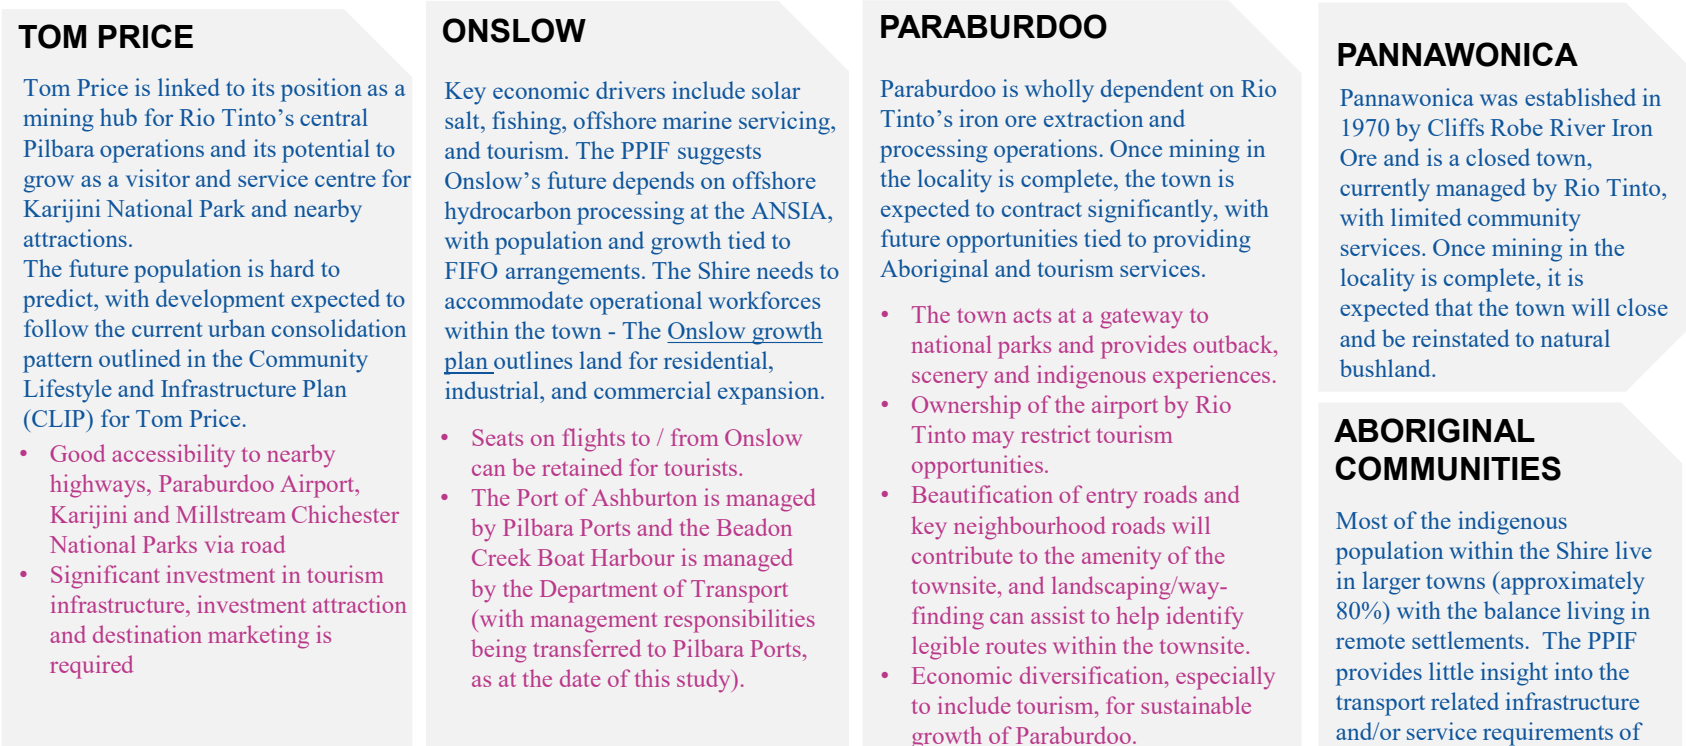 TOM PRICE
Tom Price is linked to its position as a
mining hub for Rio Tinto’s central
Pilbara operations and its potential to
grow as a visitor and service centre for
Karijini National Park and nearby
attractions.
The future population is hard to
predict, with development expected to
follow the current urban consolidation
pattern outlined in the Community
Lifestyle and Infrastructure Plan
(CLIP) for Tom Price.
• Good accessibility to nearby
highways, Paraburdoo Airport,
Karijini and Millstream Chichester
National Parks via road
• Significant investment in tourism
infrastructure, investment attraction
and destination marketing is
required
ONSLOW
Key economic drivers include solar
salt, fishing, offshore marine servicing,
and tourism. The PPIF suggests
Onslow’s future depends on offshore
hydrocarbon processing at the ANSIA,
with population and growth tied to
FIFO arrangements. The Shire needs to
accommodate operational workforces
within the town - The Onslow growth
plan outlines land for residential,
industrial, and commercial expansion.
• Seats on flights to / from Onslow
can be retained for tourists.
• The Port of Ashburton is managed
by Pilbara Ports and the Beadon
Creek Boat Harbour is managed
by the Department of Transport
(with management responsibilities
being transferred to Pilbara Ports,
as at the date of this study).
PARABURDOO
Paraburdoo is wholly dependent on Rio
Tinto’s iron ore extraction and
processing operations. Once mining in
the locality is complete, the town is
expected to contract significantly, with
future opportunities tied to providing
Aboriginal and tourism services.
• The town acts at a gateway to
national parks and provides outback,
scenery and indigenous experiences.
• Ownership of the airport by Rio
Tinto may restrict tourism
opportunities.
• Beautification of entry roads and
key neighbourhood roads will
contribute to the amenity of the
townsite, and landscaping/way-
finding can assist to help identify
legible routes within the townsite.
• Economic diversification, especially
to include tourism, for sustainable
growth of Paraburdoo.
PANNAWONICA
Pannawonica was established in
1970 by Cliffs Robe River Iron
Ore and is a closed town,
currently managed by Rio Tinto,
with limited community
services. Once mining in the
locality is complete, it is
expected that the town will close
and be reinstated to natural
bushland.
ABORIGINAL
COMMUNITIES
Most of the indigenous
population within the Shire live
in larger towns (approximately
80%) with the balance living in
remote settlements.  The PPIF
provides little insight into the
transport related infrastructure
and/or service requirements of